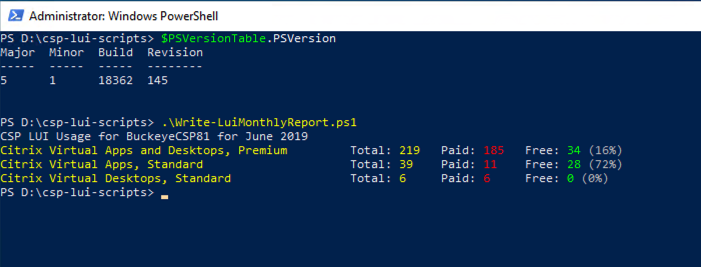 Administrator: Windows PowerShell
PS D:\csp-lui-scripts> $PSVersionTable.PSVersion
Major  Minor  Build  Revision
-----  -----  -----  --------
5      1      18362  145
PS D:\csp-lui-scripts> .\Write-LuiMonthlyReport.ps1
CSP LUI Usage for BuckeyeCSP81 for June 2019
Citrix Virtual Apps and Desktops, Premium         Total: 219   Paid: 185   Free: 34 (16%)
Citrix Virtual Apps, Standard                     Total: 39    Paid: 11    Free: 28 (72%)
Citrix Virtual Desktops, Standard                 Total: 6     Paid: 6     Free: 0 (0%)
PS D:\csp-lui-scripts> _